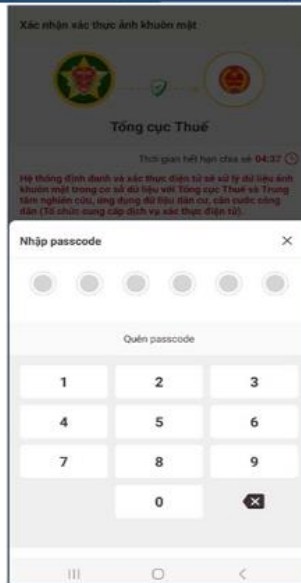 Xác nhận xác thực ảnh khuôn mặt
Tổng cục Thuế
Thời gian hết hạn chia sẻ 04:37
Hệ thống định danh và xác thực điện tử sẽ xử lý dữ liệu ảnh
khuôn mặt trong cơ sở dữ liệu với Tổng cục Thuế và Trung
tâm nghiên cứu, ứng dụng dữ liệu dân cư, căn cước công
dân (Tổ chức cung cấp dịch vụ xác thực điện tử).
Nhập passcode
Quên passcode
1 2 3
4 5 6
7 8 9
0